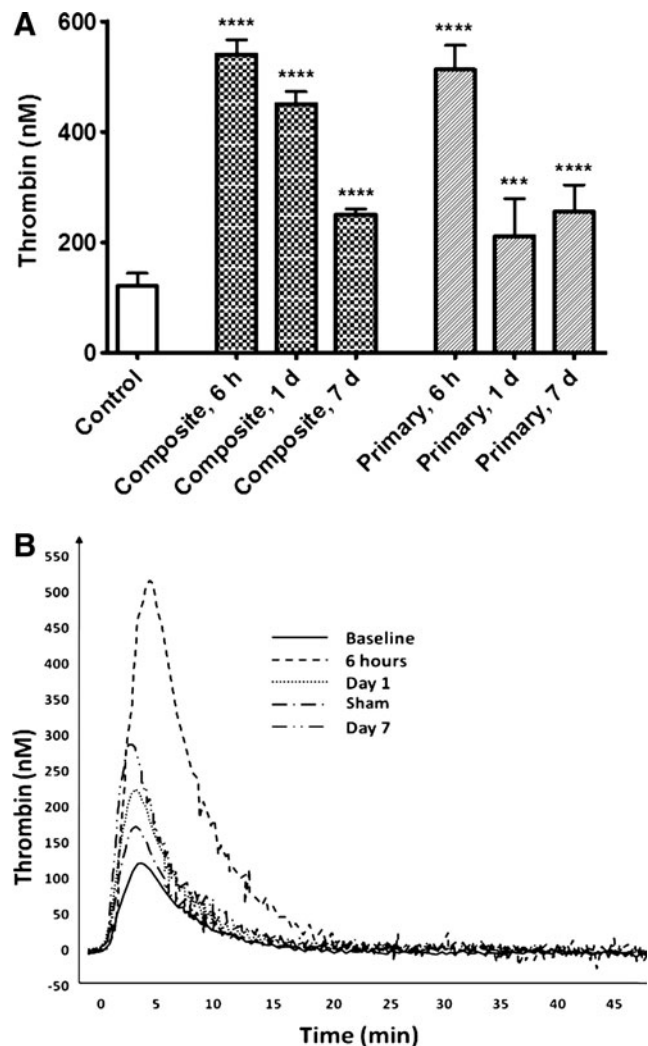 A
Thrombin (nM)
600
400
200
0
****
****
****
****
***
****
Control
Composite, 6 h
Composite, 1 d
Composite, 7 d
Primary, 6 h
Primary, 1 d
Primary, 7 d
B
Thrombin (nM)
550
500
450
400
350
300
250
200
150
100
50
0
-50
Baseline
6 hours
Day 1
Sham
Day 7
0 5 10 15 20 25 30 35 40 45
Time (min)